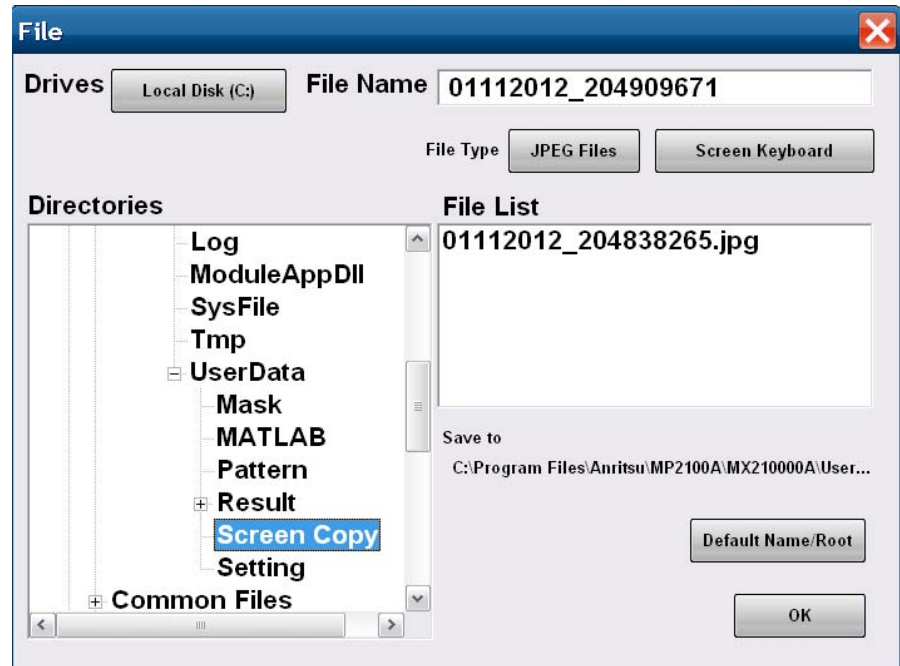 File
Drives
Local Disk (C:)
File Name
01112012_204909671
File Type
JPEG Files
Screen Keyboard
Directories
Log
ModuleAppDll
SysFile
Tmp
UserData
Mask
MATLAB
Pattern
Result
Screen Copy
Setting
Common Files
File List
01112012_204838265.jpg
Save to
C:\Program Files\Anritsu\MP2100A\MX210000A\User...
Default Name/Root
OK